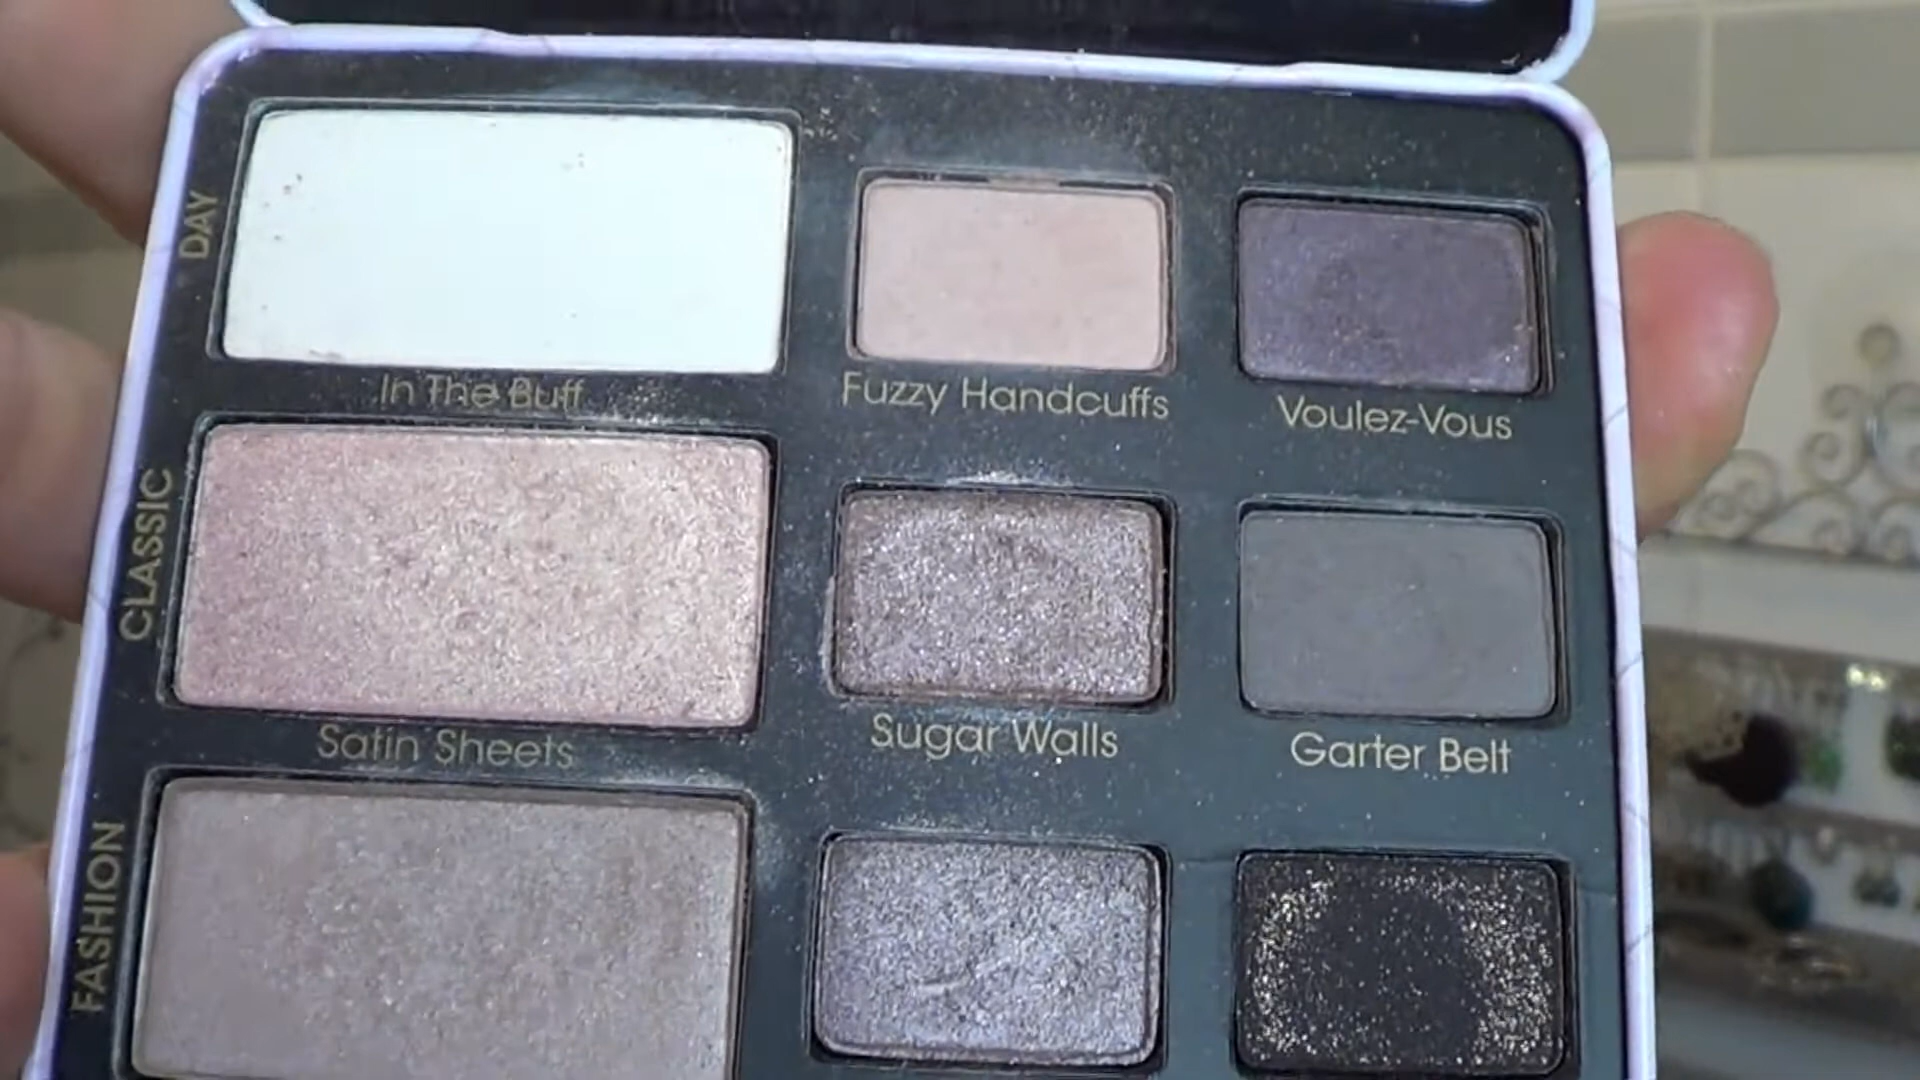 DAY
In The Buff
Fuzzy Handcuffs
Voulez-Vous
CLASSIC
Satin Sheets
Sugar Walls
Garter Belt
FASHION